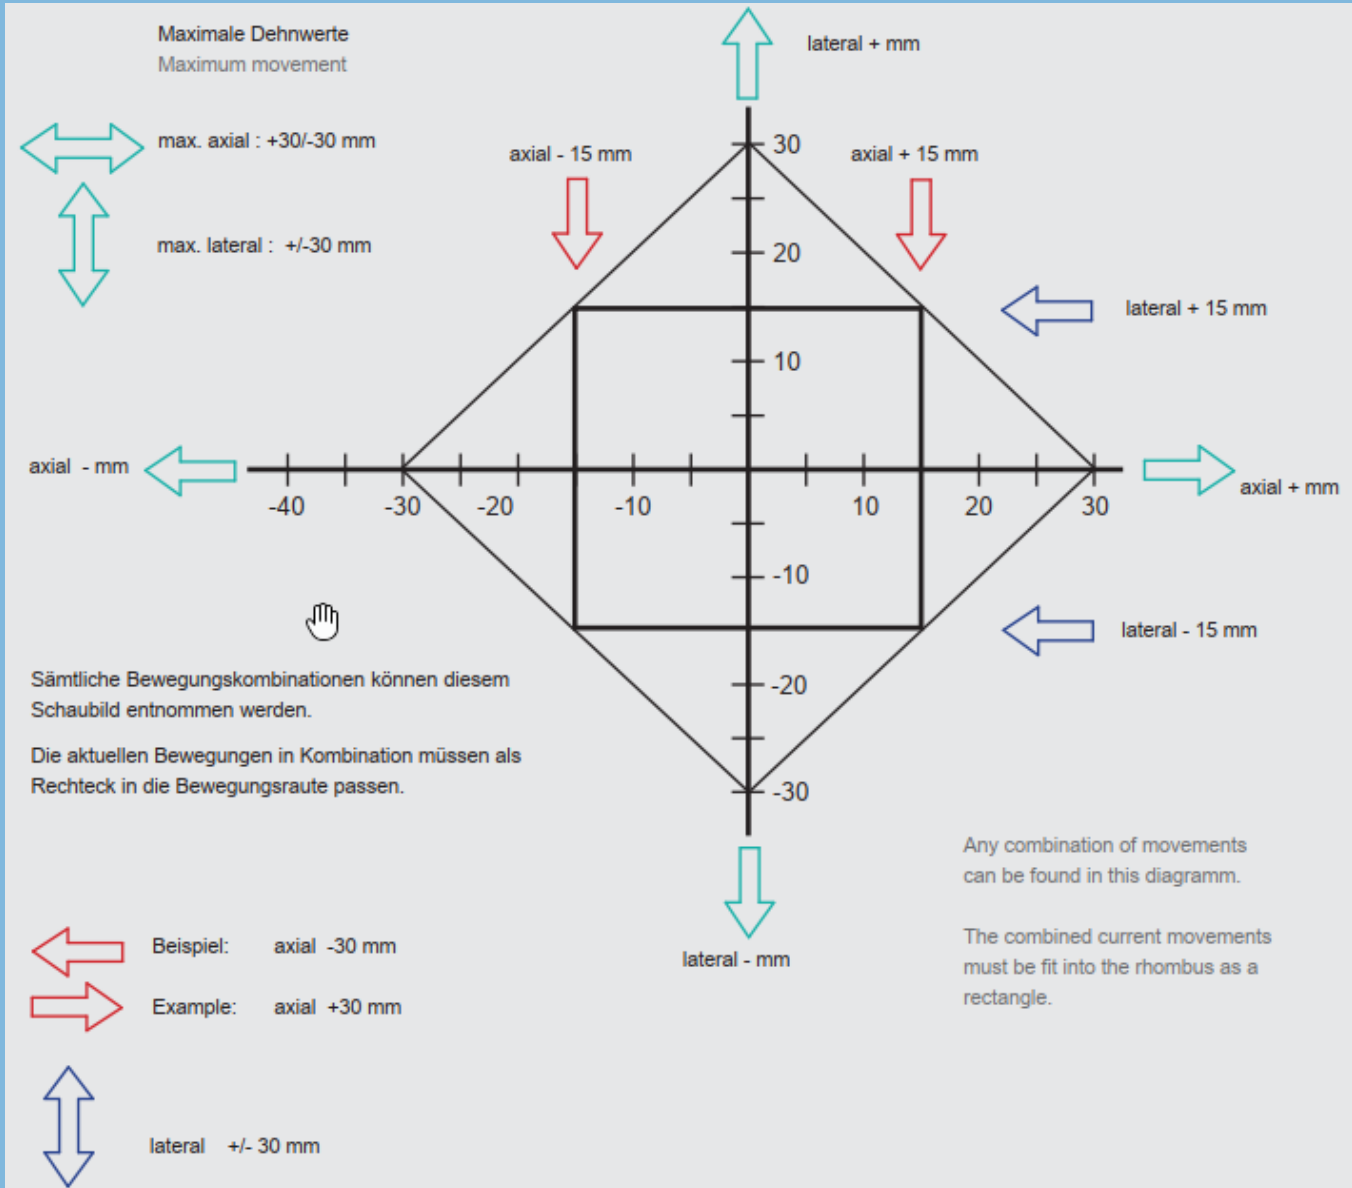 Maximale Dehnwerte
Maximum movement
lateral + mm
max. axial : +30/-30 mm
axial - 15 mm
30
axial + 15 mm
max. lateral :  +/-30 mm
20
lateral + 15 mm
10
axial  - mm
axial + mm
-40 -30 -20 -10 10 20 30
-10
lateral - 15 mm
-20
-30
Sämtliche Bewegungskombinationen können diesem
Schaubild entnommen werden.
Die aktuellen Bewegungen in Kombination müssen als
Rechteck in die Bewegungsraute passen.
Any combination of movements
can be found in this diagramm.
The combined current movements
must be fit into the rhombus as a
rectangle.
lateral - mm
Beispiel: axial  -30 mm
Example: axial  +30 mm
lateral +/- 30 mm